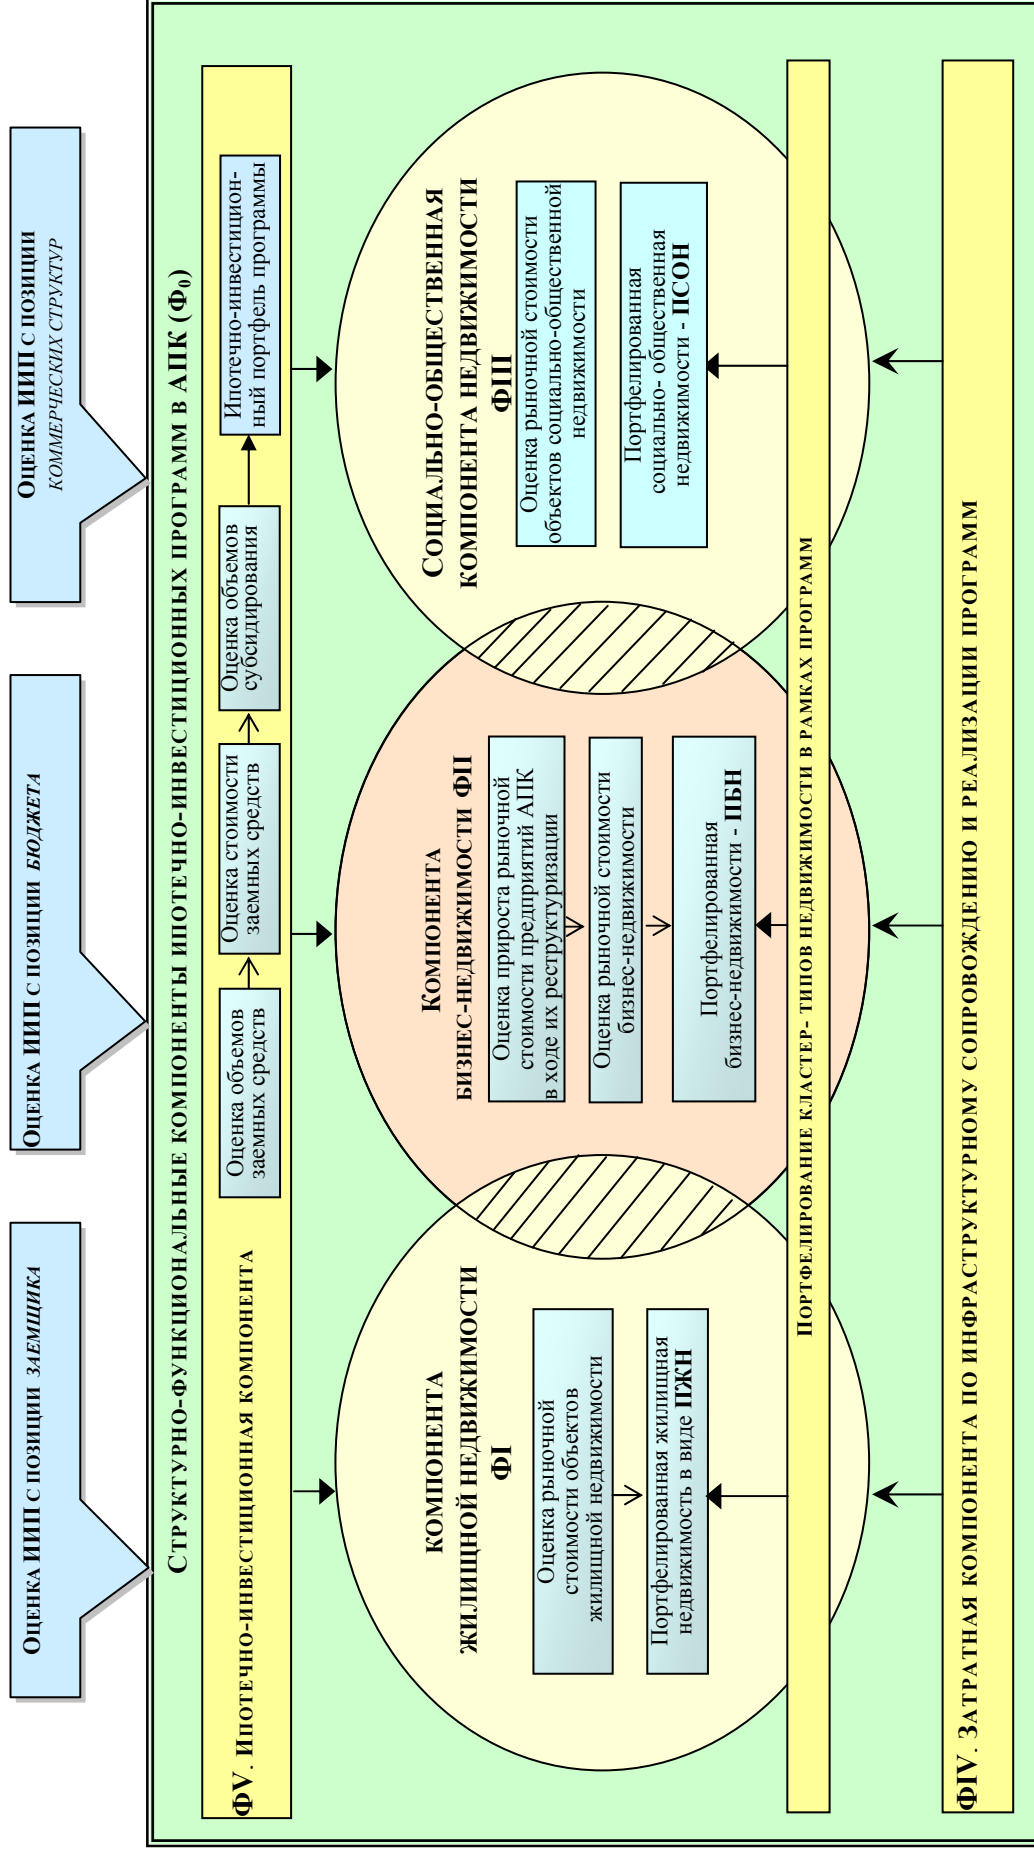 ОЦЕНКА ИИП С ПОЗИЦИИ ЗАЕМЩИКА
ОЦЕНКА ИИП С ПОЗИЦИИ БЮДЖЕТА
ОЦЕНКА ИИП С ПОЗИЦИИ
КОММЕРЧЕСКИХ СТРУКТУР
СТРУКТУРНО-ФУНКЦИОНАЛЬНЫЕ КОМПОНЕНТЫ ИПОТЕЧНО-ИНВЕСТИЦИОННЫХ ПРОГРАММ В АПК (Ф0)
ФV. ИПОТЕЧНО-ИНВЕСТИЦИОННАЯ КОМПОНЕНТА
Оценка объемов
заемных средств
Оценка стоимости
заемных средств
Оценка объемов
субсидирования
Ипотечно-инвестицион-
ный портфель программы
КОМПОНЕНТА
ЖИЛИЩНОЙ НЕДВИЖИМОСТИ
ФI
Оценка рыночной
стоимости объектов
жилищной недвижимости
Портфелированная жилищная
недвижимость в виде ПЖН
КОМПОНЕНТА
БИЗНЕС-НЕДВИЖИМОСТИ ФII
Оценка прироста рыночной
стоимости предприятий АПК
в ходе их реструктуризации
Оценка рыночной стоимости
бизнес-недвижимости
Портфелированная
бизнес-недвижимости - ПБН
СОЦИАЛЬНО-ОБЩЕСТВЕННАЯ
КОМПОНЕНТА НЕДВИЖИМОСТИ
ФIII
Оценка рыночной стоимости
объектов социально-общественной
недвижимости
Портфелированная
социально- общественная
недвижимости - ПСОН
ПОРТФЕЛИРОВАНИЕ КЛАСТЕР- ТИПОВ НЕДВИЖИМОСТИ В РАМКАХ ПРОГРАММ
ФIV. ЗАТРАТНАЯ КОМПОНЕНТА ПО ИНФРАСТРУКТУРНОМУ СОПРОВОЖДЕНИЮ И РЕАЛИЗАЦИИ ПРОГРАММ